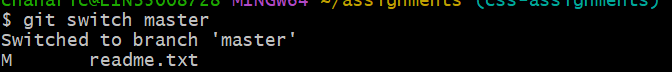 MINGW64 ~/assignments (css-assignments)
$ git switch master
Switched to branch 'master'
M readme.txt